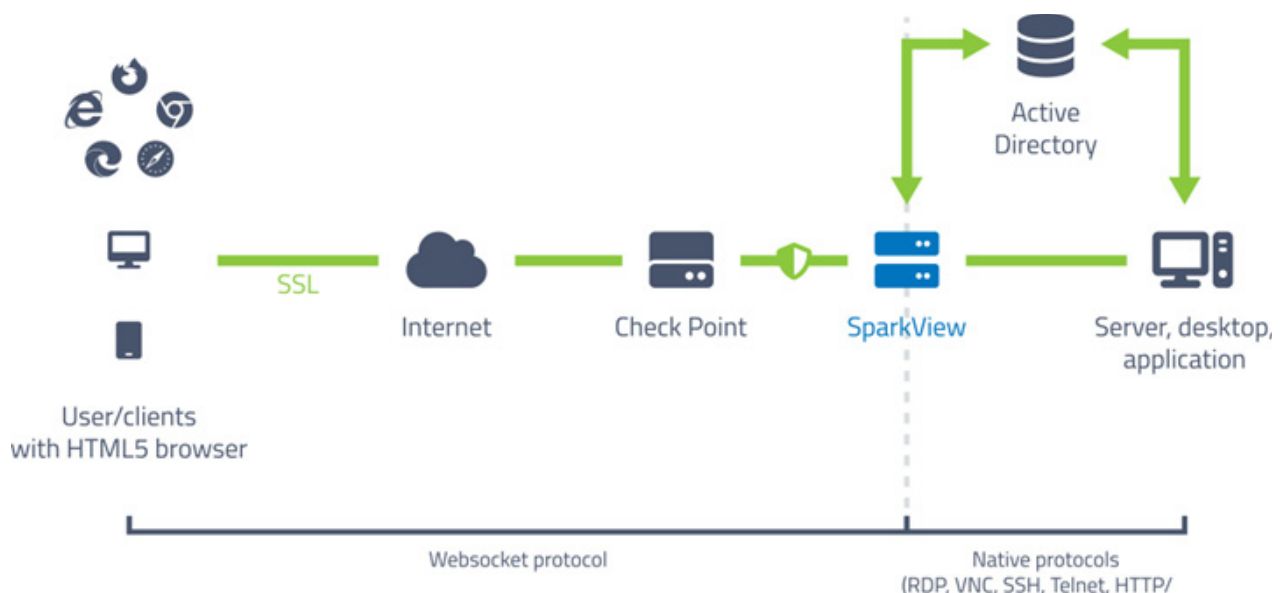 Active
Directory
SSL
Internet
Check Point
SparkView
Server, desktop,
application
User/clients
with HTML5 browser
Websocket protocol
Native protocols
(RDP, VNC, SSH, Telnet, HTTP/